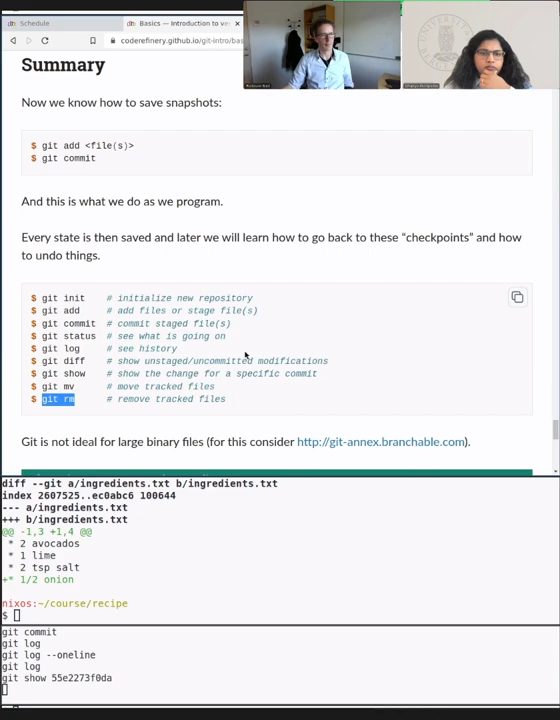 Schedule
Basics — Introduction to ve
coderefinery.github.io/git-intro/bas
Summary
Now we know how to save snapshots:
$ git add <file(s)>
$ git commit
And this is what we do as we program.
Every state is then saved and later we will learn how to go back to these “checkpoints” and how
to undo things.
$ git init # initialize new repository
$ git add # add files or stage file(s)
$ git commit # commit staged file(s)
$ git status # see what is going on
$ git log # see history
$ git diff # show unstaged/uncommitted modifications
$ git show # show the change for a specific commit
$ git mv # move tracked files
$ git rm # remove tracked files
Git is not ideal for large binary files (for this consider http://git-annex.branchable.com).
diff --git a/ingredients.txt b/ingredients.txt
index 2607525..ec0abc6 100644
--- a/ingredients.txt
+++ b/ingredients.txt
@@ -1,3 +1,4 @@
* 2 avocados
* 1 lime
* 2 tsp salt
+* 1/2 onion
nixos:~/course/recipe
$
git commit
git log
git log --oneline
git log
git show 55e2273f0da